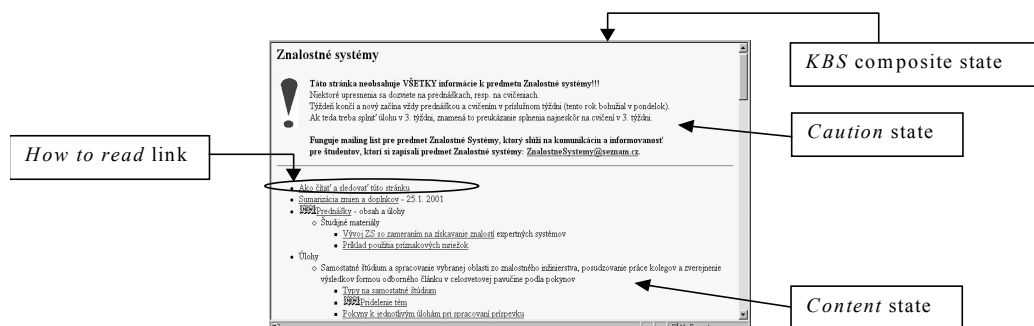 KBS composite state
Caution state
How to read link
Content state
Znalostné systémy
Táto stránka neobsahuje VŠETKY informácie k predmetu Znalostné systémy!!!
Niektoré upresnenia sa dozviete na prednáškach, resp. na cvičeniach.
Týždeň končí a nový začína vždy prednáškou a cvičením v príslušnom týždni (tento rok bohužial v pondelok).
Ak teda treba splniť úlohu v 3. týždni, znamená to preukázanie splnenia najneskôr na cvičení v 3. týždni.
Funguje mailing list pre predmet Znalostné Systémy, ktorý slúži na komunikáciu a informovanosť
pre študentov, ktorí si zapísali predmet Znalostné systémy: ZnalostneSystemy@seznam.cz.
Ako čítať a sledovať túto stránku
Sumarizácia zmien a doplnkov - 25.1. 2001
Prednášky - obsah a úlohy
Študijné materiály
Vývoj ZS so zameraním na získavanie znalostí expertných systémov
Príklad použitia príznakových mriežok
Úlohy
Samostatné štúdium a spracovanie vybranej oblasti zo znalostného inžinierstva, posudzovanie práce kolegov a zverejnenie
výsledkov formou odborného článku v celosvetovej pavučine podľa pokynov
Typy na samostatné štúdium
Pridelenie tém
Pokyny k jednotlivým úlohám pri spracovaní príspevku